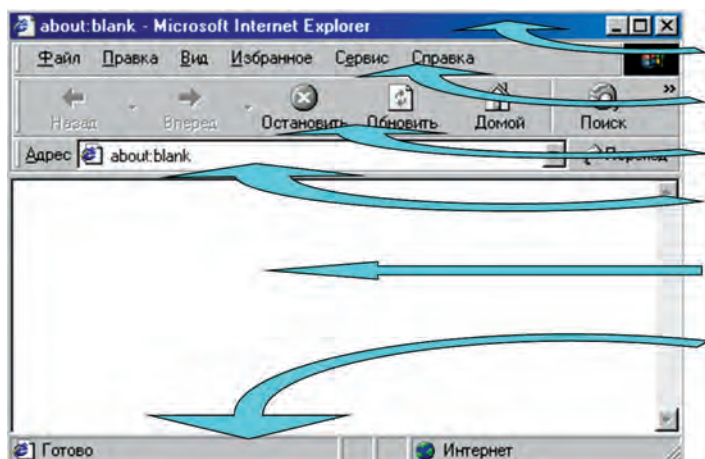 about:blank - Microsoft Internet Explorer
Файл Правка Вид Избранное Сервис Справка
Назад Вперед Остановить Обновить Домой Поиск »
Адрес about:blank Переход
Готово Интернет